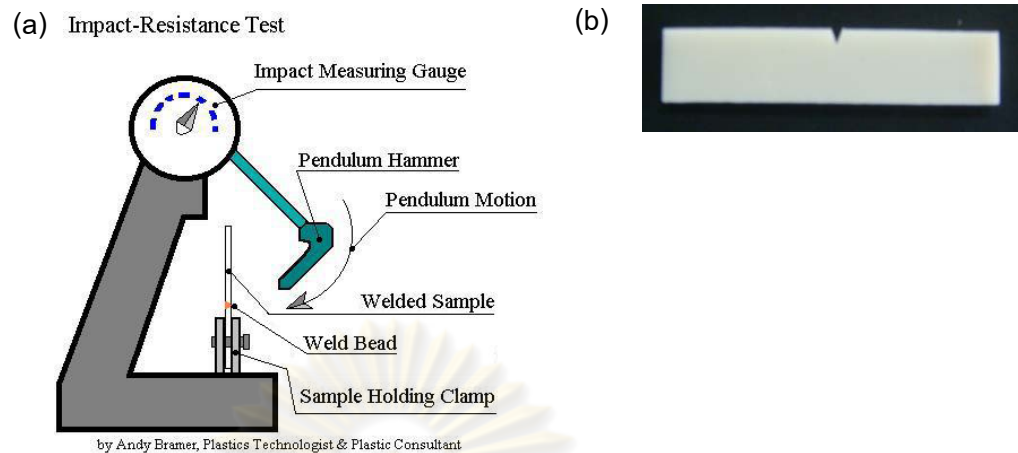 (a) Impact-Resistance Test
(b)
Impact Measuring Gauge
Pendulum Hammer
Pendulum Motion
Welded Sample
Weld Bead
Sample Holding Clamp
by Andy Bramer, Plastics Technologist & Plastic Consultant